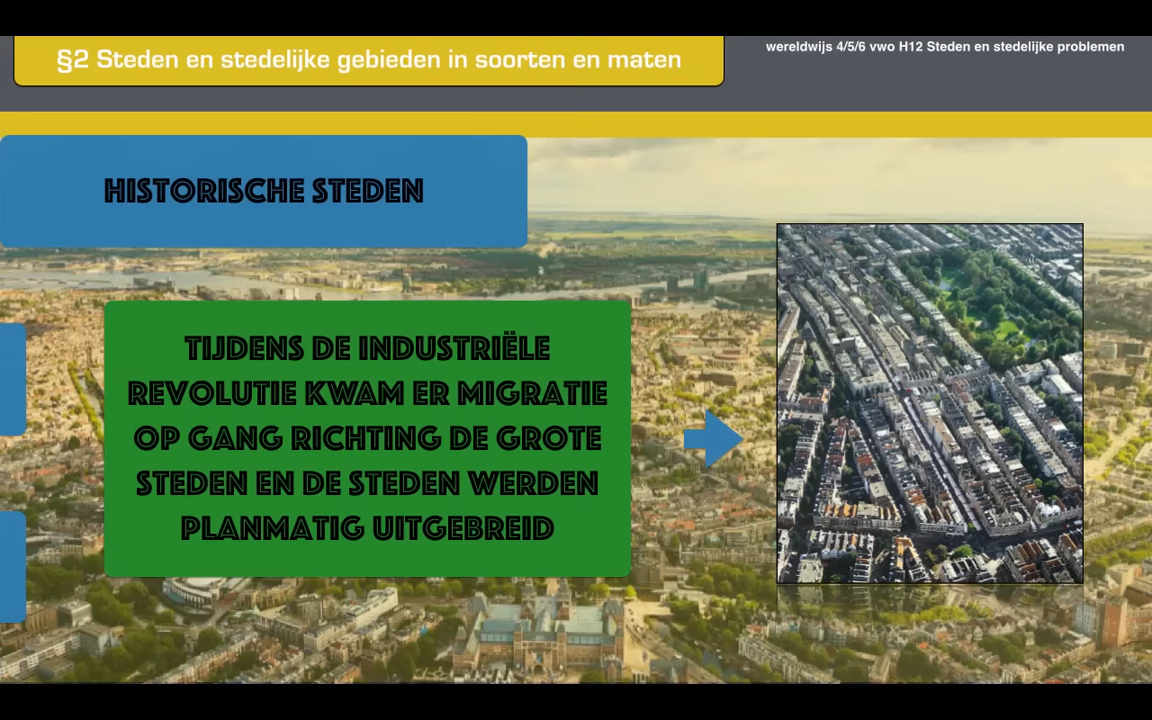 §2 Steden en stedelijke gebieden in soorten en maten
wereldwijs 4/5/6 vwo H12 Steden en stedelijke problemen
HISTORISCHE STEDEN
TIJDENS DE INDUSTRIËLE
REVOLUTIE KWAM ER MIGRATIE
OP GANG RICHTING DE GROTE
STEDEN EN DE STEDEN WERDEN
PLANMATIG UITGEBREID